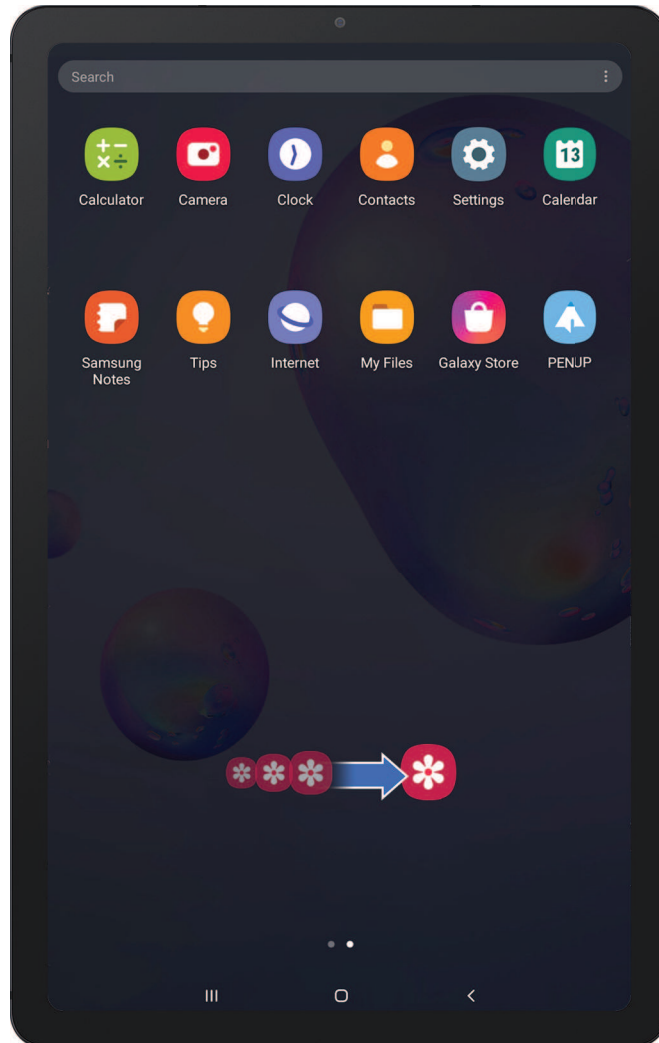 Search
Calculator Camera Clock Contacts Settings Calendar
13
Samsung Tips Internet My Files Galaxy Store PENUP
Notes